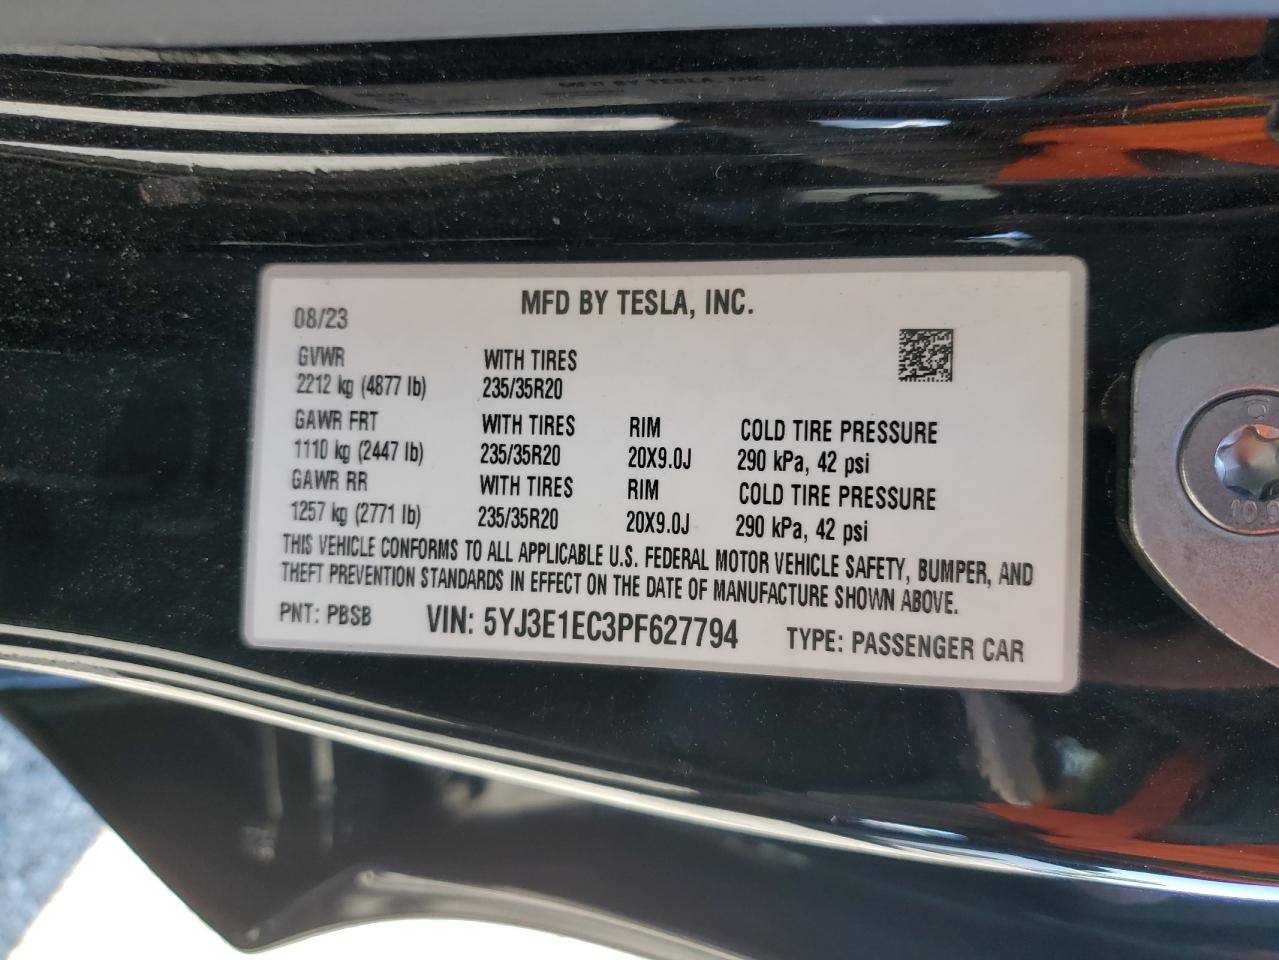 MFD BY TESLA, INC.
08/23
GVWR WITH TIRES
2212 kg (4877 lb) 235/35R20
GAWR FRT WITH TIRES RIM COLD TIRE PRESSURE
1110 kg (2447 lb) 235/35R20 20X9.0J 290 kPa, 42 psi
GAWR RR WITH TIRES RIM COLD TIRE PRESSURE
1257 kg (2771 lb) 235/35R20 20X9.0J 290 kPa, 42 psi
THIS VEHICLE CONFORMS TO ALL APPLICABLE U.S. FEDERAL MOTOR VEHICLE SAFETY, BUMPER, AND
THEFT PREVENTION STANDARDS IN EFFECT ON THE DATE OF MANUFACTURE SHOWN ABOVE.
PNT: PBSB VIN: 5YJ3E1EC3PF627794 TYPE: PASSENGER CAR